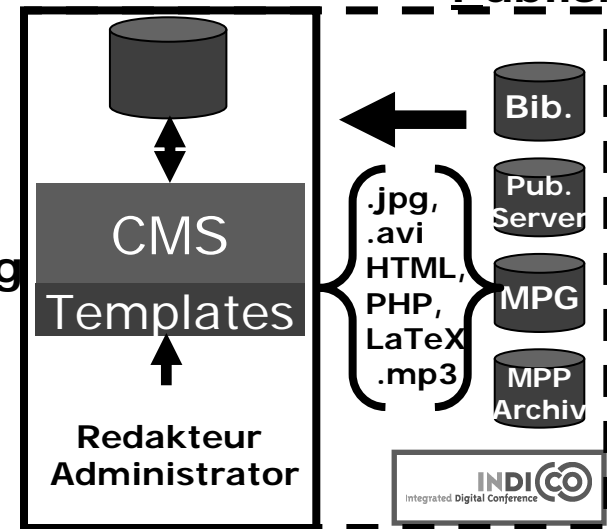 CMS
Templates
Redakteur
Administrator
.jpg,
.avi
HTML,
PHP,
LaTeX
.mp3
Bib.
Pub.
Server
MPG
MPP
Archiv
INDICO
Integrated Digital Conference